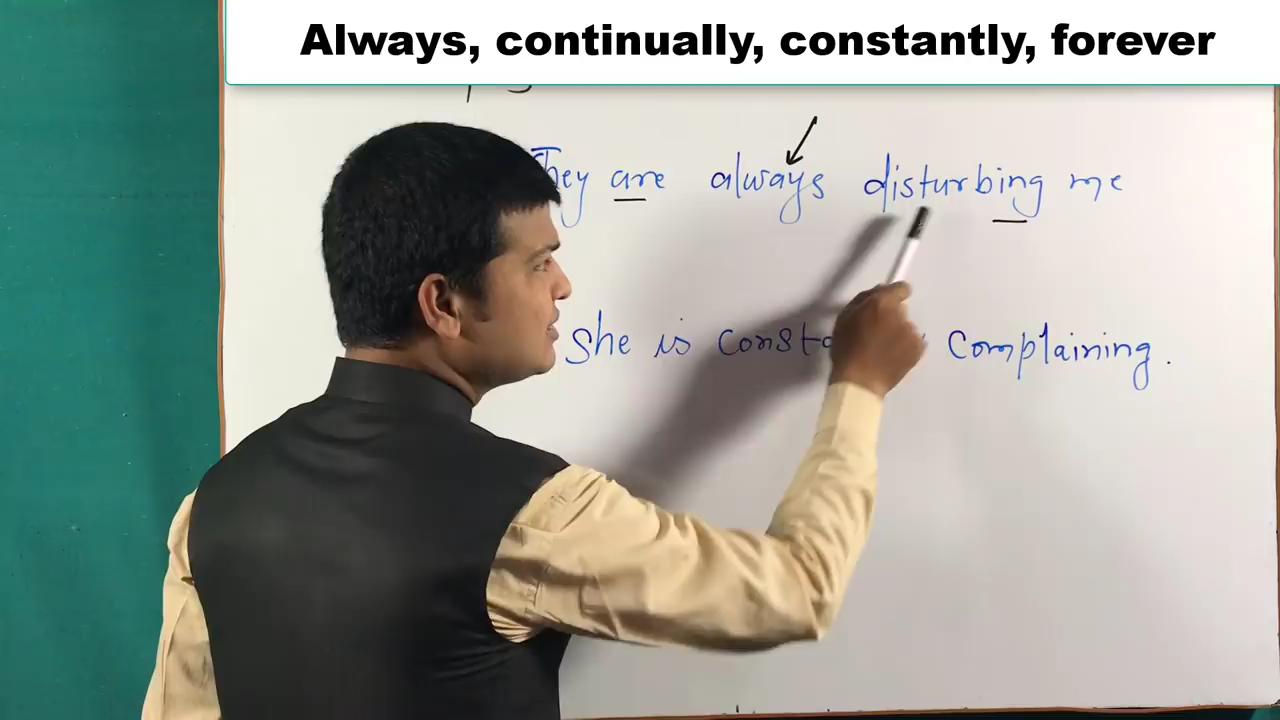 Always, continually, constantly, forever
They are always disturbing me
She is complaining.